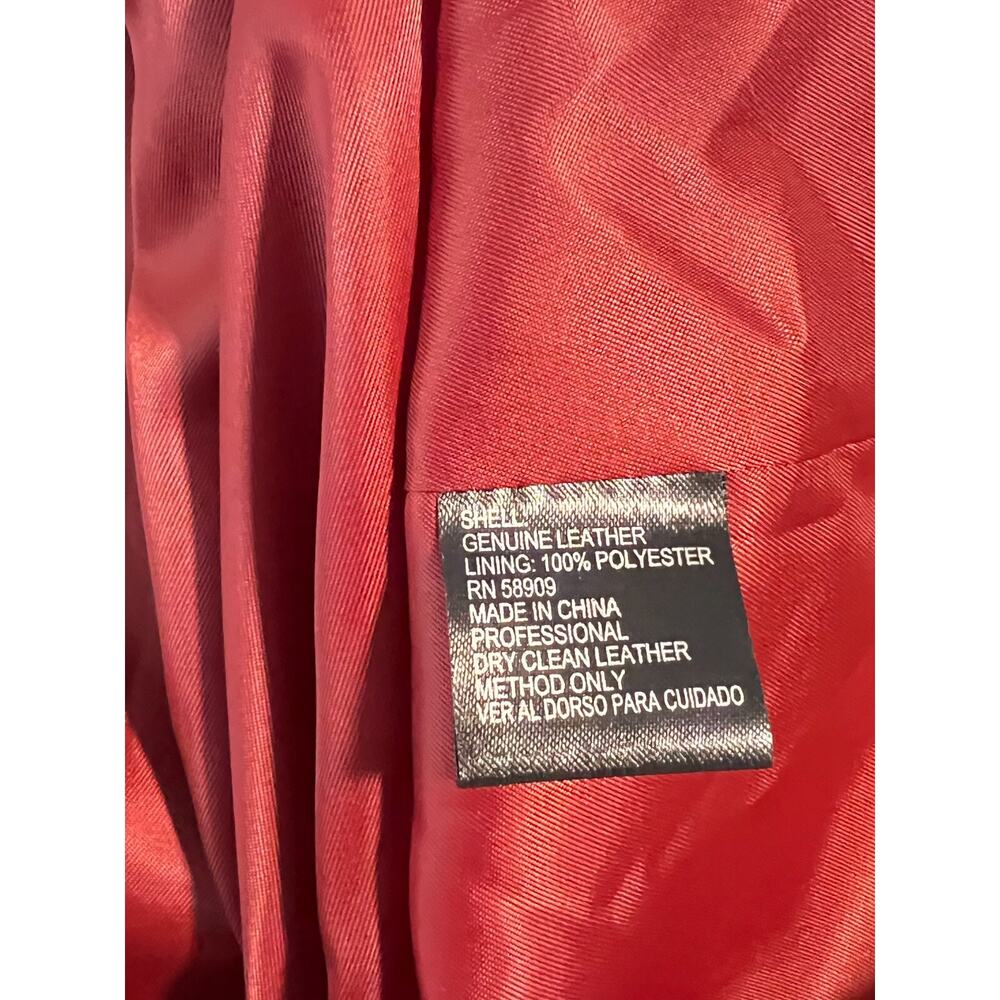 SHELL
GENUINE LEATHER
LINING: 100% POLYESTER
RN 58909
MADE IN CHINA
PROFESSIONAL
DRY CLEAN LEATHER
METHOD ONLY
VER AL DORSO PARA CUIDADO